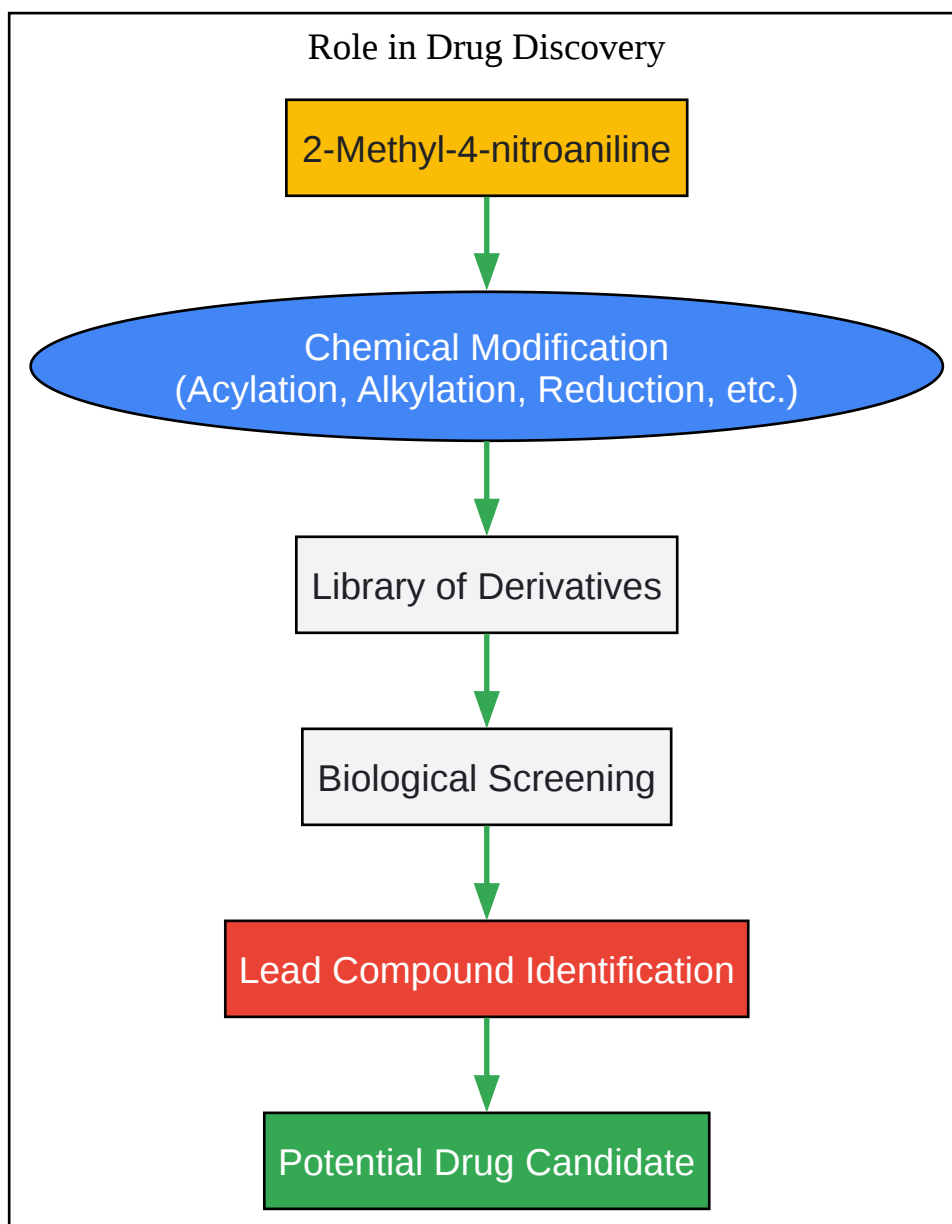 Role in Drug Discovery
2-Methyl-4-nitroaniline
Chemical Modification
(Acylation, Alkylation, Reduction, etc.)
Library of Derivatives
Biological Screening
Lead Compound Identification
Potential Drug Candidate